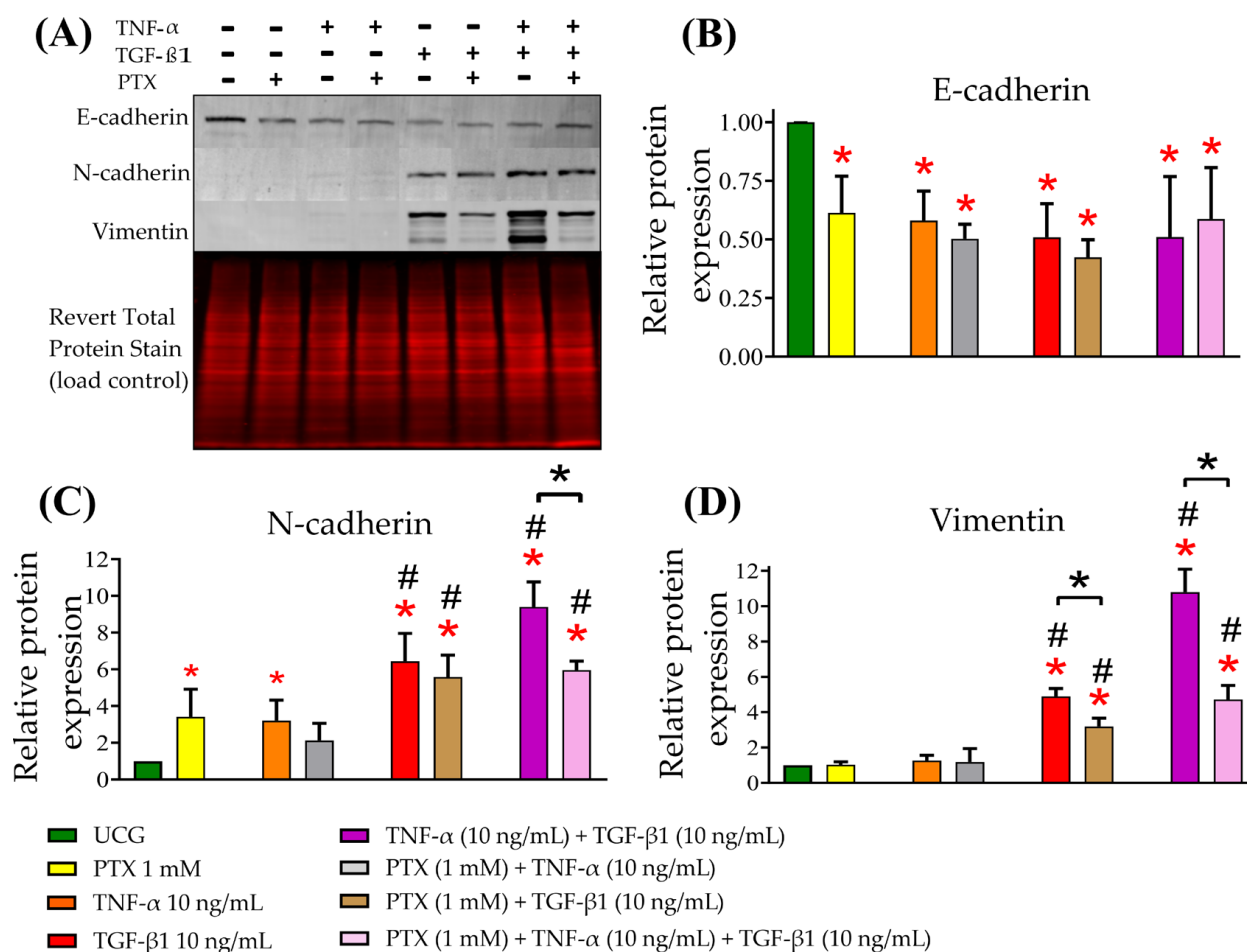 (A)
TNF-α - - + + - - + +
TGF-ß1 - - - - + + + +
PTX - + - + - + - +
E-cadherin
N-cadherin
Vimentin
Revert Total
Protein Stain
(load control)
(B)
E-cadherin
Relative protein
expression
1.00
0.75
0.50
0.25
0.00
* * * * * * *
(C)
N-cadherin
Relative protein
expression
12
10
8
6
4
2
0
*
# # # #
* * * * * *
(D)
Vimentin
Relative protein
expression
12
10
8
6
4
2
0
* *
# # # #
* * * *
UCG
PTX 1 mM
TNF-α 10 ng/mL
TGF-β1 10 ng/mL
TNF-α (10 ng/mL) + TGF-β1 (10 ng/mL)
PTX (1 mM) + TNF-α (10 ng/mL)
PTX (1 mM) + TGF-β1 (10 ng/mL)
PTX (1 mM) + TNF-α (10 ng/mL) + TGF-β1 (10 ng/mL)